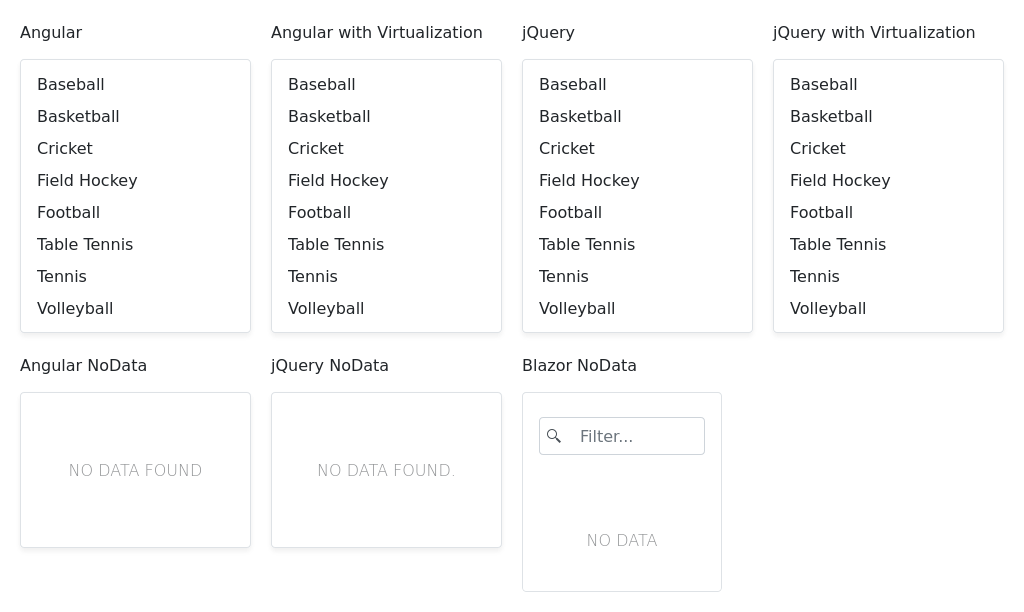 Angular
Baseball
Basketball
Cricket
Field Hockey
Football
Table Tennis
Tennis
Volleyball
Angular with Virtualization
Baseball
Basketball
Cricket
Field Hockey
Football
Table Tennis
Tennis
Volleyball
jQuery
Baseball
Basketball
Cricket
Field Hockey
Football
Table Tennis
Tennis
Volleyball
jQuery with Virtualization
Baseball
Basketball
Cricket
Field Hockey
Football
Table Tennis
Tennis
Volleyball
Angular NoData
NO DATA FOUND
jQuery NoData
NO DATA FOUND.
Blazor NoData
Filter...
NO DATA